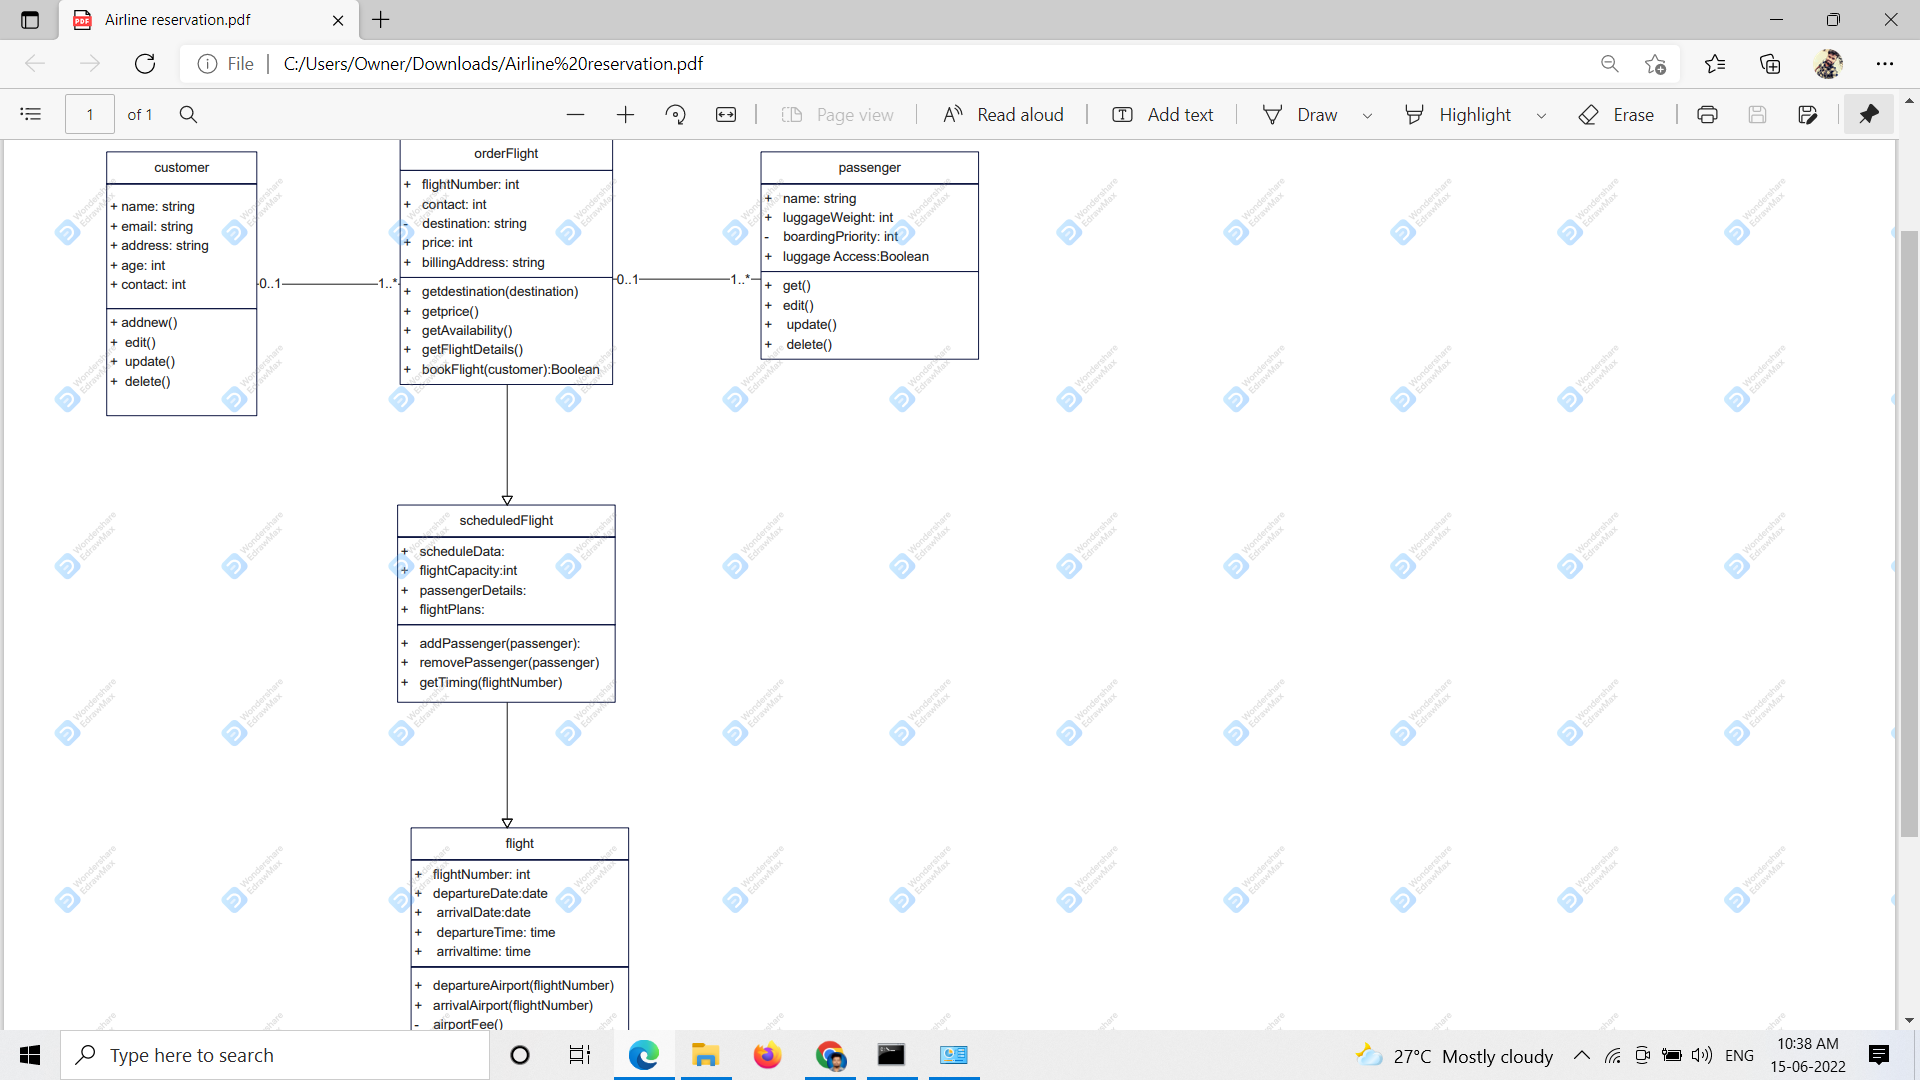 Airline reservation.pdf
File
C:/Users/Owner/Downloads/Airline%20reservation.pdf
1 of 1
Page view
Read aloud
Add text
Draw
Highlight
Erase
customer
+ name: string
+ email: string
+ address: string
+ age: int
+ contact: int
+ addnew()
+ edit()
+ update()
+ delete()
0..1
1..*
orderFlight
+ flightNumber: int
+ contact: int
- destination: string
+ price: int
+ billingAddress: string
+ getdestination(destination)
+ getprice()
+ getAvailability()
+ getFlightDetails()
+ bookFlight(customer):Boolean
0..1
1..*
passenger
+ name: string
+ luggageWeight: int
- boardingPriority: int
+ luggage Access:Boolean
+ get()
+ edit()
+ update()
+ delete()
scheduledFlight
+ scheduleData:
+ flightCapacity:int
+ passengerDetails:
+ flightPlans:
+ addPassenger(passenger):
+ removePassenger(passenger)
+ getTiming(flightNumber)
flight
+ flightNumber: int
+ departureDate:date
+ arrivalDate:date
+ departureTime: time
+ arrivaltime: time
+ departureAirport(flightNumber)
+ arrivalAirport(flightNumber)
- airportFee()
Wondershare
EdrawMax
Type here to search
27°C Mostly cloudy
ENG
10:38 AM
15-06-2022